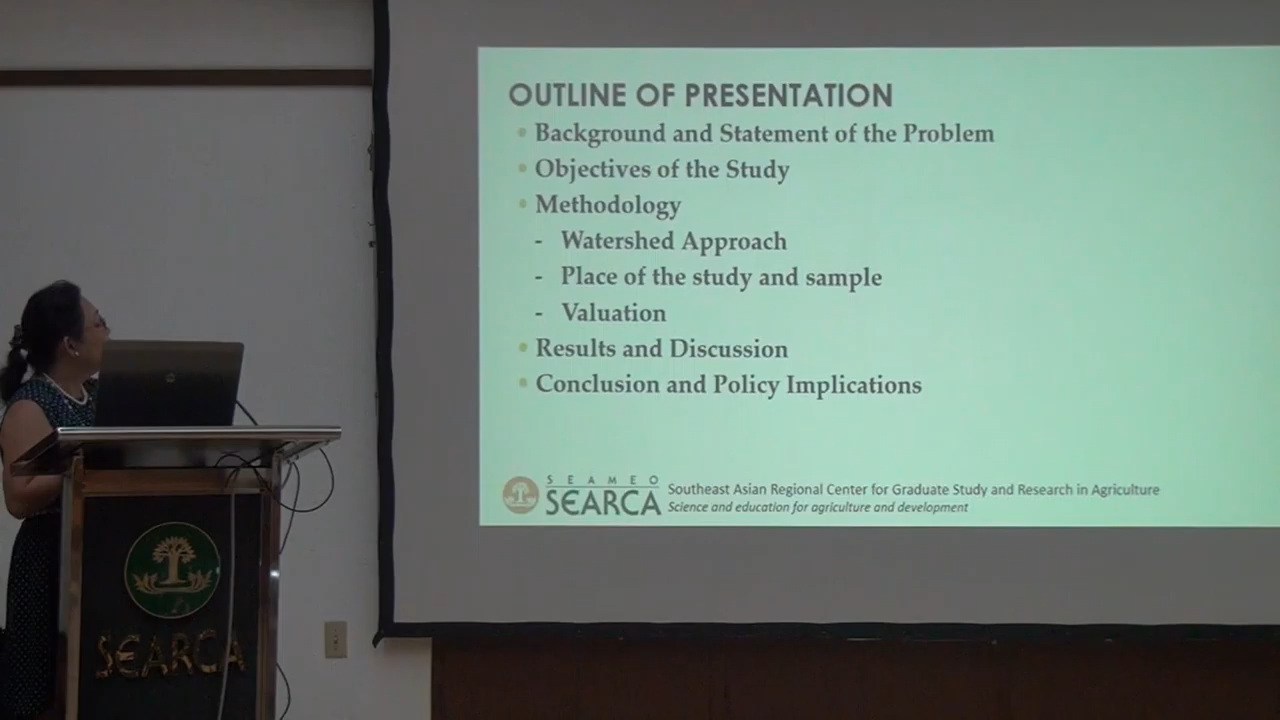 OUTLINE OF PRESENTATION
• Background and Statement of the Problem
• Objectives of the Study
• Methodology
- Watershed Approach
- Place of the study and sample
- Valuation
• Results and Discussion
• Conclusion and Policy Implications
SEAMEO
SEARCA
Southeast Asian Regional Center for Graduate Study and Research in Agriculture
Science and education for agriculture and development
SEARCA